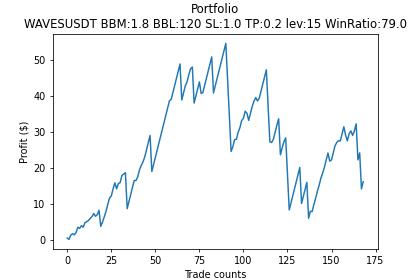 Portfolio
WAVESUSDT BBM:1.8 BBL:120 SL:1.0 TP:0.2 lev:15 WinRatio:79.0
Profit ($)
50
40
30
20
10
0
0 25 50 75 100 125 150 175
Trade counts